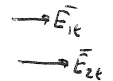 → Ē₁t
→ Ē₂t